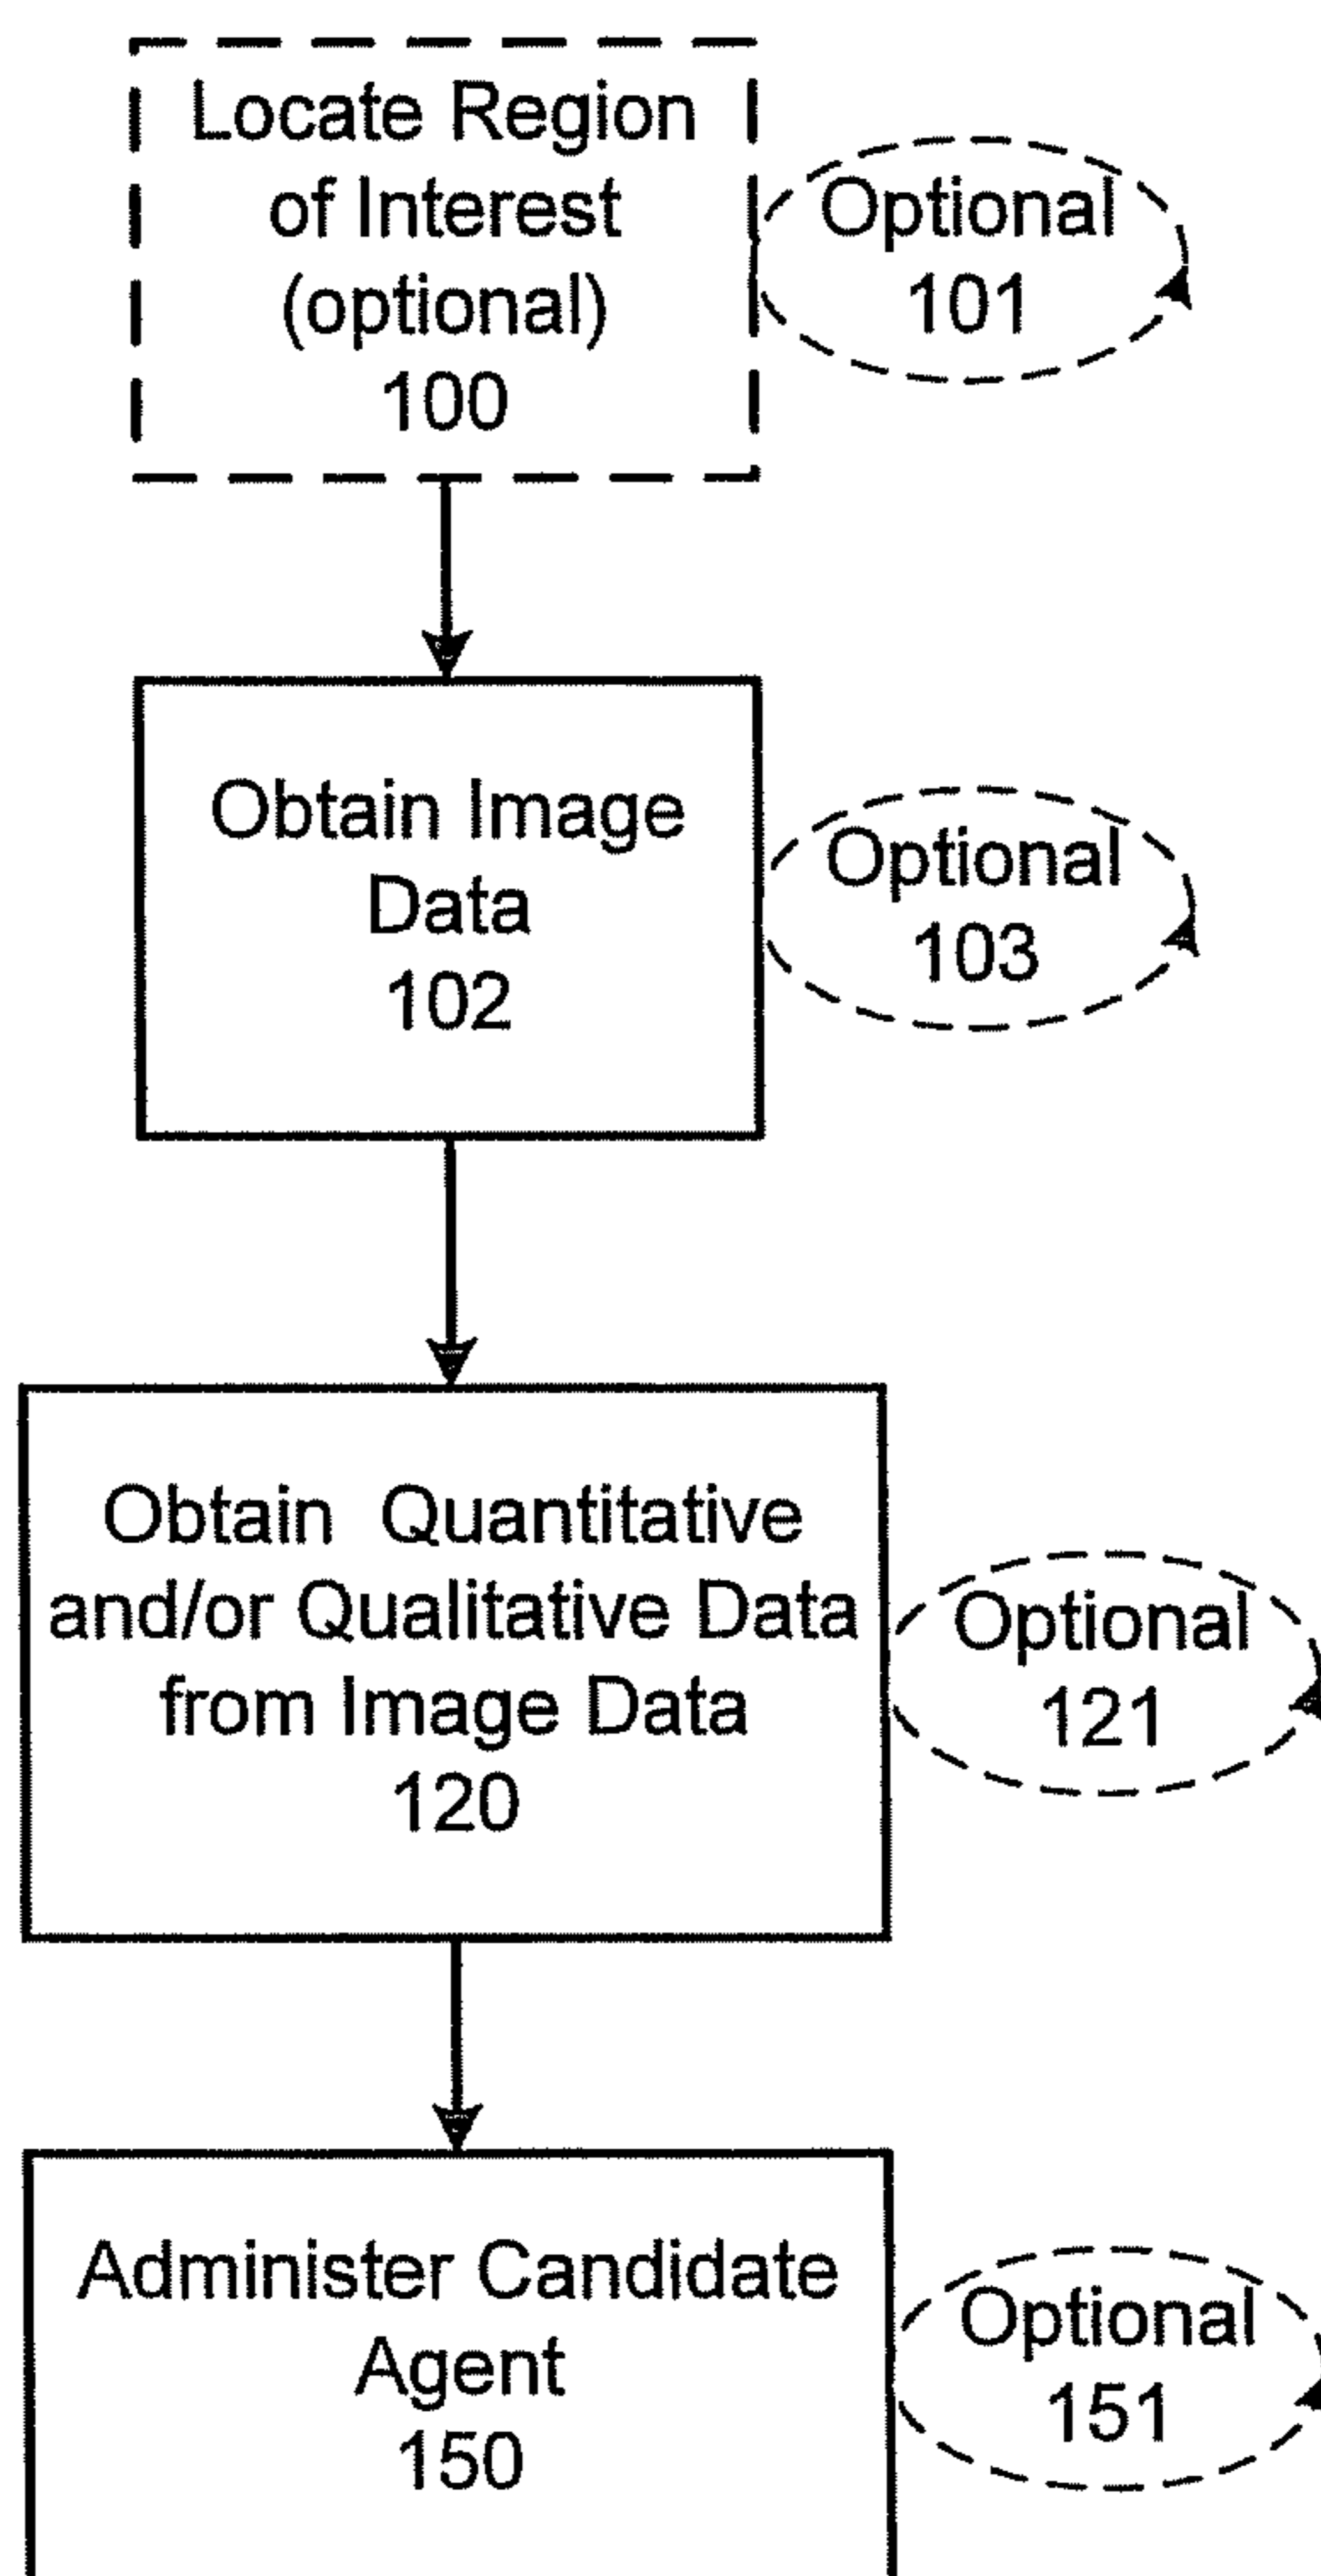 Locate Region
of Interest
(optional)
100
Optional
101
Obtain Image
Data
102
Optional
103
Obtain Quantitative
and/or Qualitative Data
from Image Data
120
Optional
121
Administer Candidate
Agent
150
Optional
151